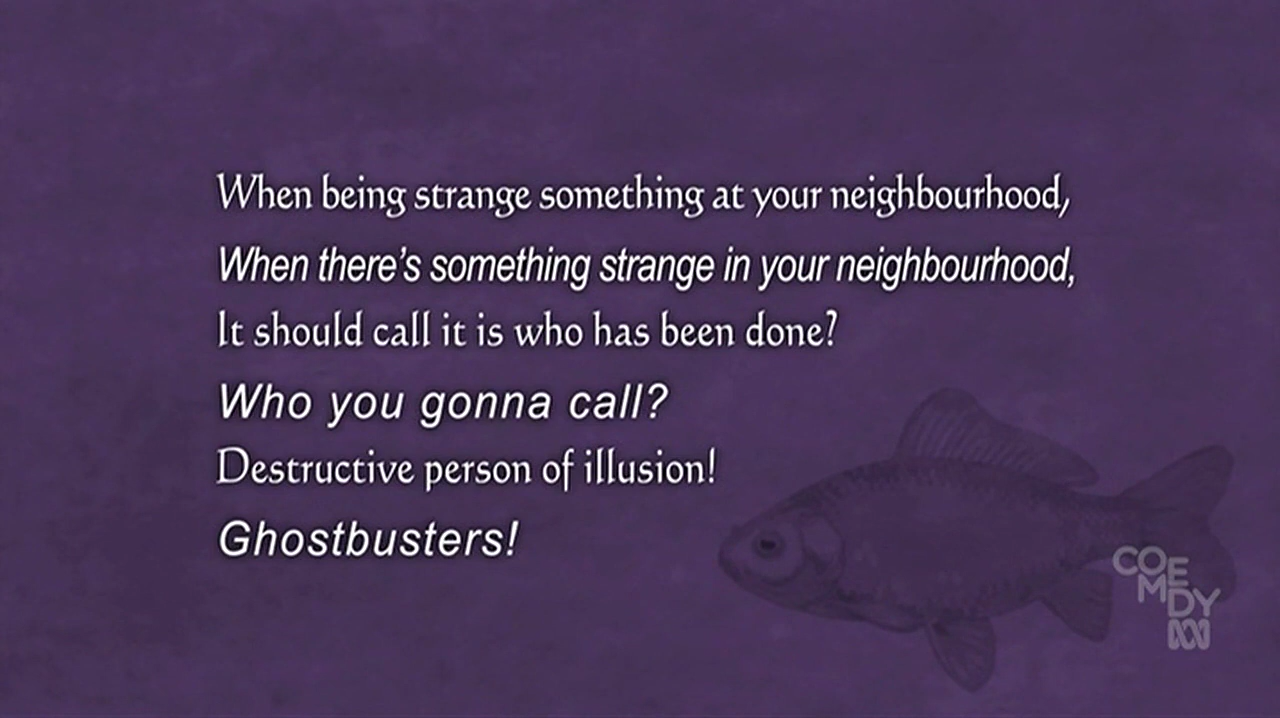 When being strange something at your neighbourhood,
When there's something strange in your neighbourhood,
It should call it is who has been done?
Who you gonna call?
Destructive person of illusion!
Ghostbusters!
COMEDY